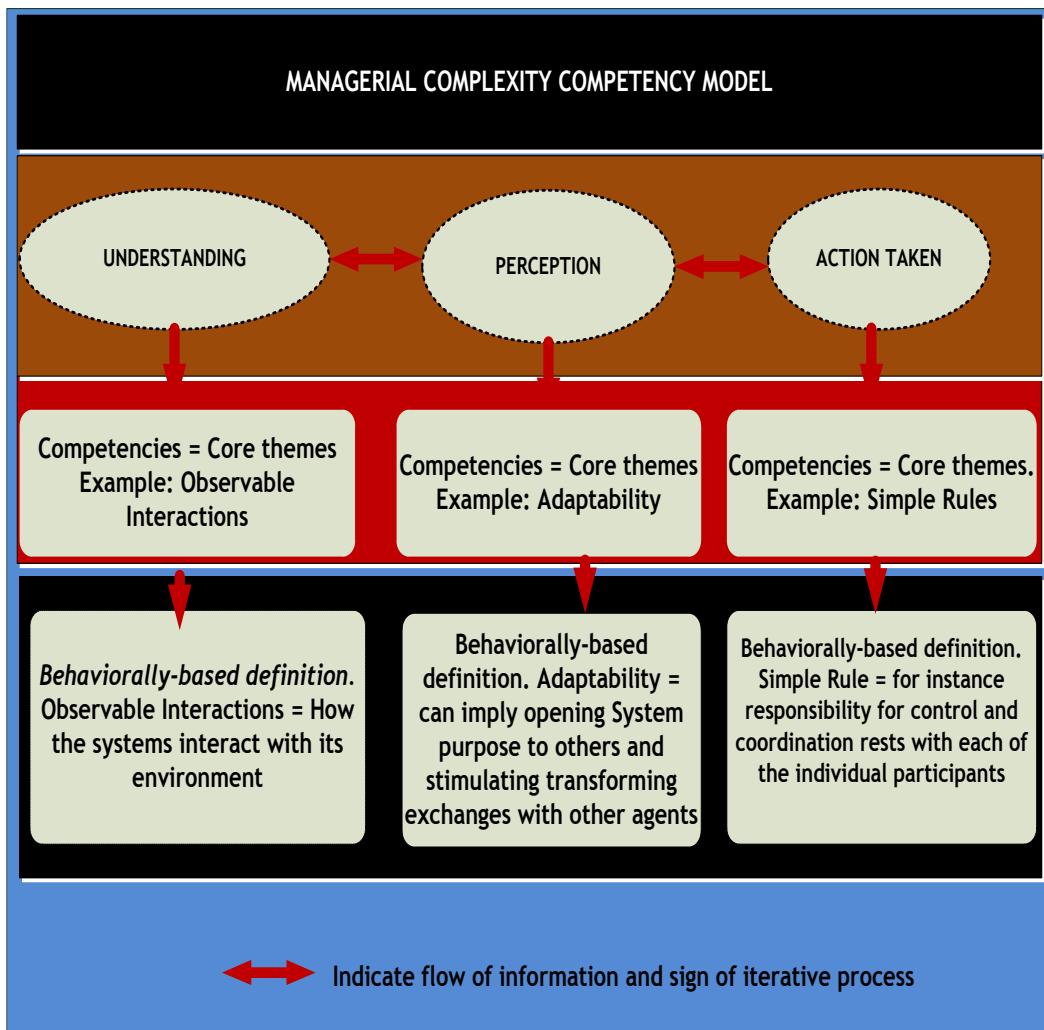 MANAGERIAL COMPLEXITY COMPETENCY MODEL
UNDERSTANDING
PERCEPTION
ACTION TAKEN
Competencies = Core themes
Example: Observable
Interactions
Competencies = Core themes
Example: Adaptability
Competencies = Core themes.
Example: Simple Rules
Behaviorally-based definition.
Observable Interactions = How
the systems interact with its
environment
Behaviorally-based
definition. Adaptability =
can imply opening System
purpose to others and
stimulating transforming
exchanges with other agents
Behaviorally-based definition.
Simple Rule = for instance
responsibility for control and
coordination rests with each of
the individual participants
Indicate flow of information and sign of iterative process